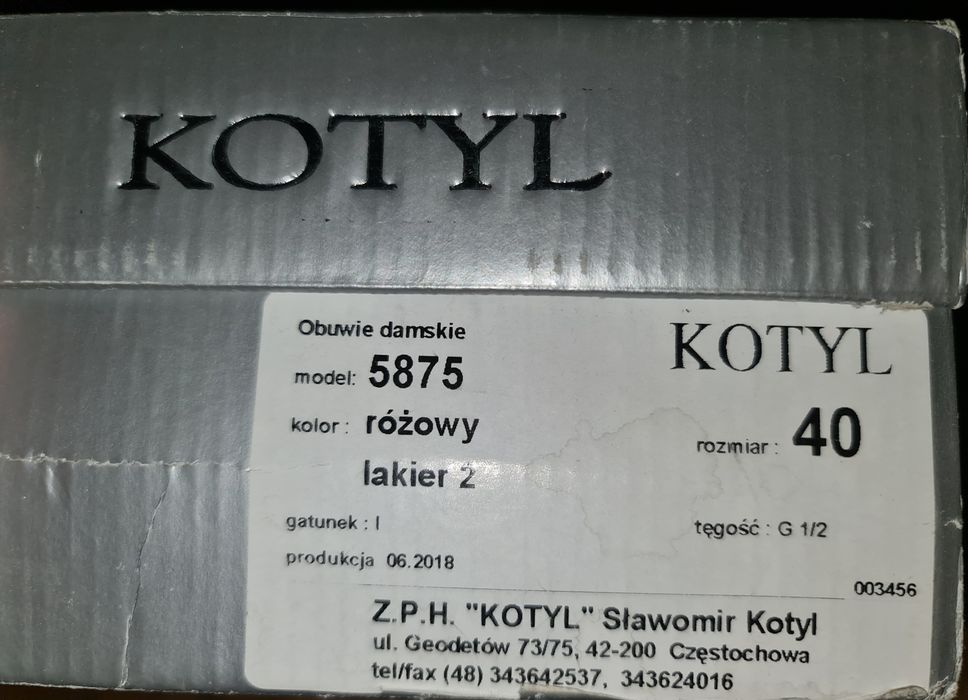 KOTYL
Obuwie damskie
KOTYL
model: 5875
kolor : różowy
rozmiar : 40
lakier 2
gatunek : I
tęgość : G 1/2
produkcja 06.2018
003456
Z.P.H. "KOTYL" Sławomir Kotyl
ul. Geodetów 73/75, 42-200 Częstochowa
tel/fax (48) 343642537, 343624016